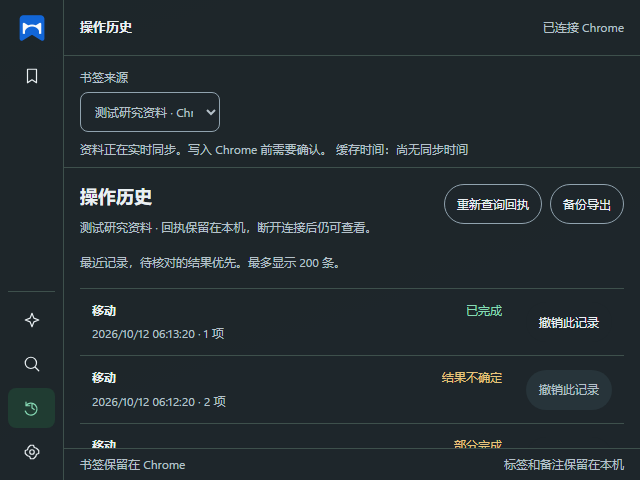 操作历史
已连接 Chrome
书签来源
测试研究资料 · Chr
资料正在实时同步。写入 Chrome 前需要确认。 缓存时间：尚无同步时间
操作历史
重新查询回执
备份导出
测试研究资料 · 回执保留在本机，断开连接后仍可查看。
最近记录，待核对的结果优先。最多显示 200 条。
移动
已完成
撤销此记录
2026/10/12 06:13:20 · 1 项
移动
结果不确定
撤销此记录
2026/10/12 06:12:20 · 2 项
移动
部分完成
书签保留在 Chrome
标签和备注保留在本机